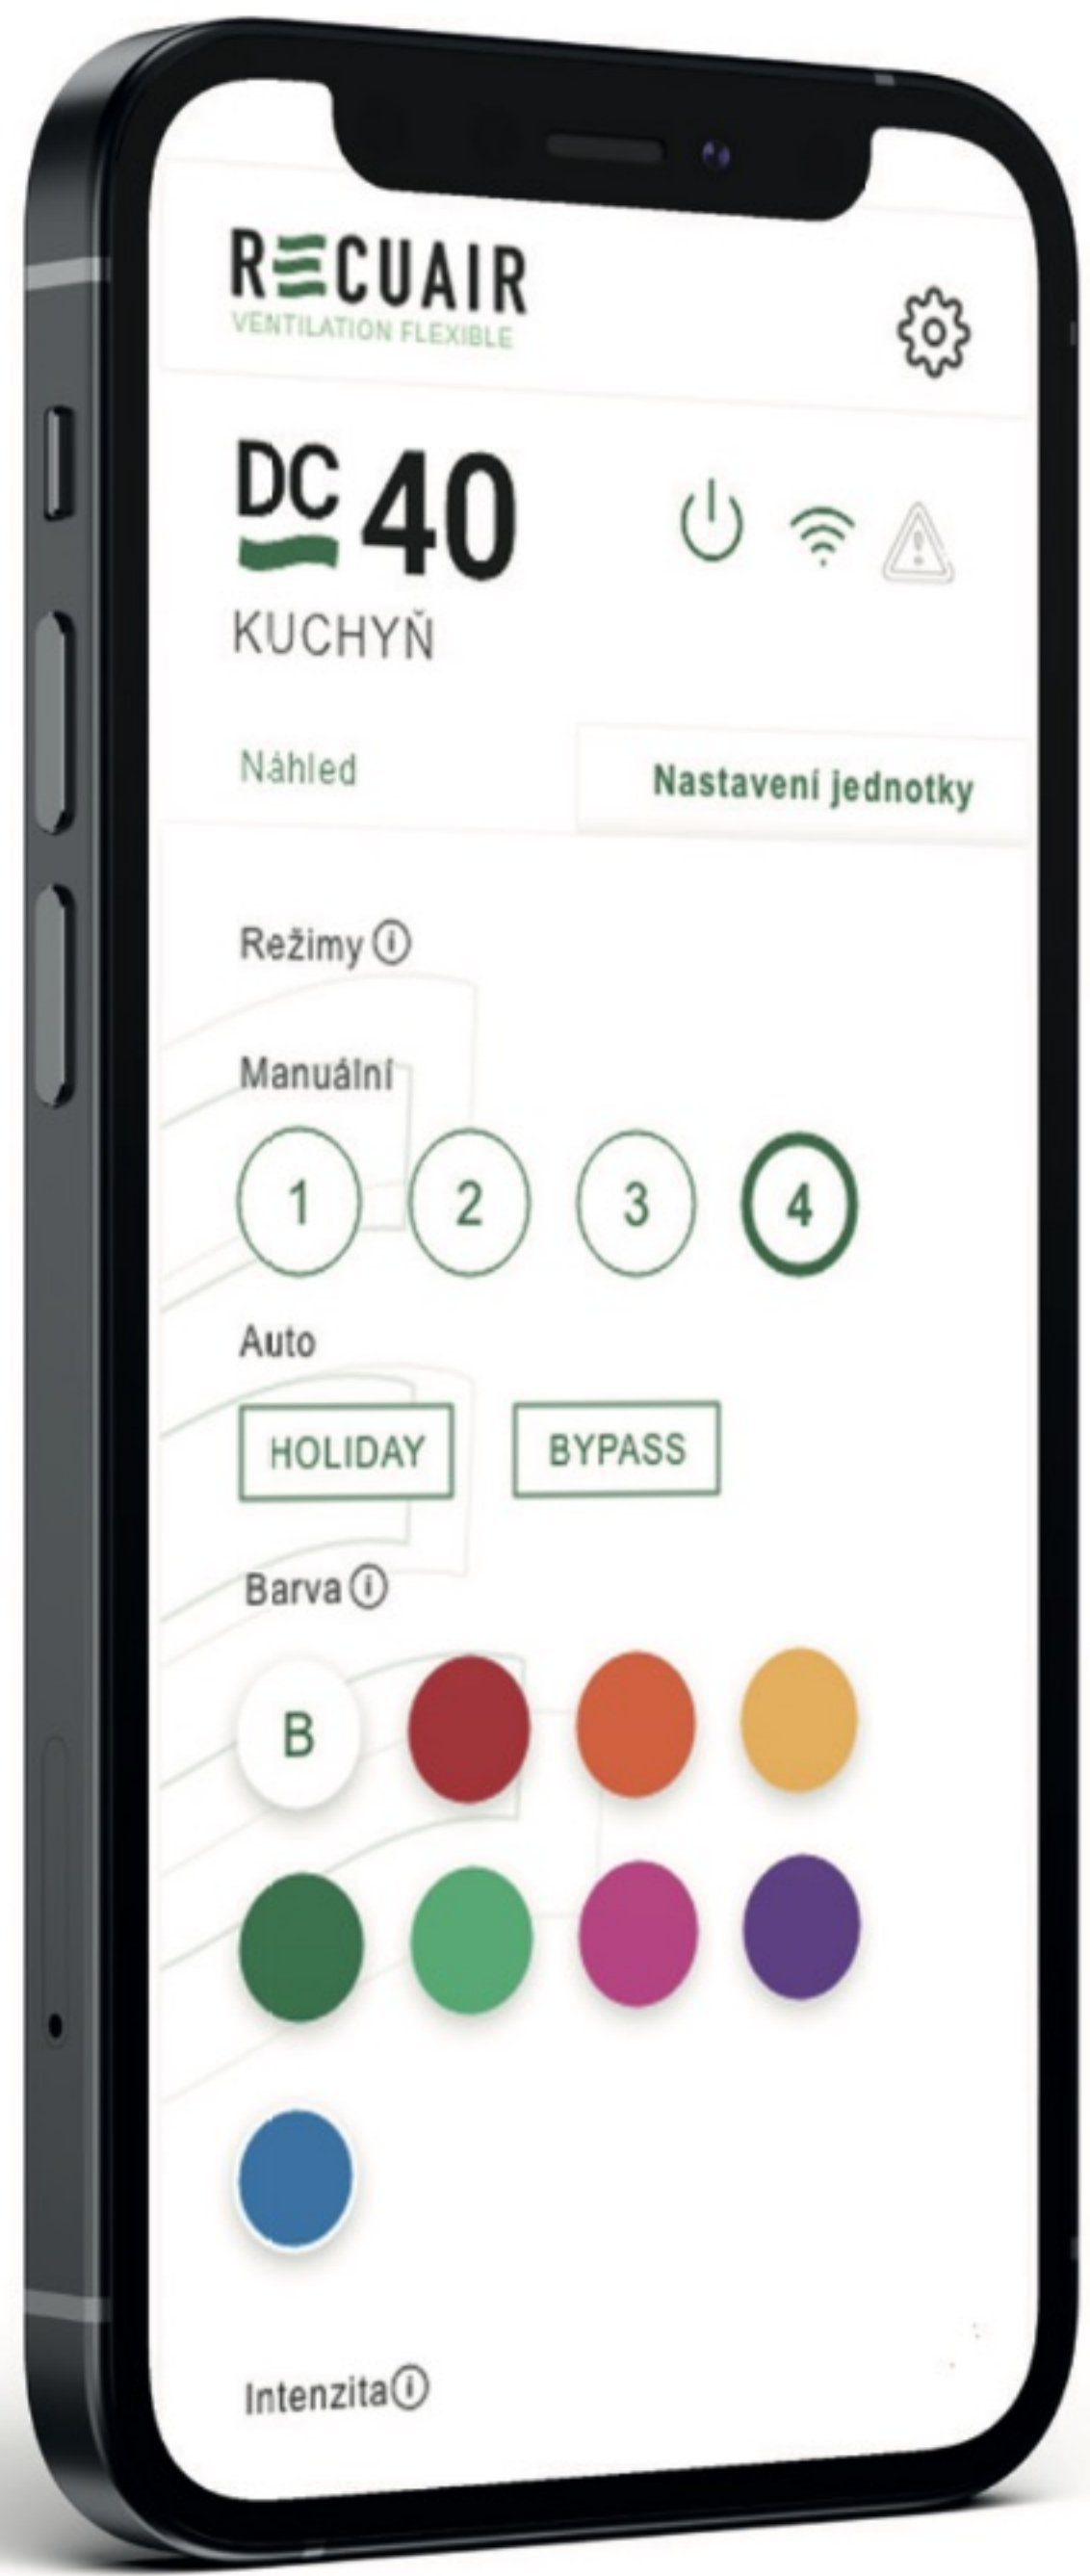 RECUAIR
VENTILATION FLEXIBLE
DC 40
KUCHYŇ
Náhled
Nastavení jednotky
Režimy
Manuální
1 2 3 4
Auto
HOLIDAY BYPASS
Barva
B
Intenzita